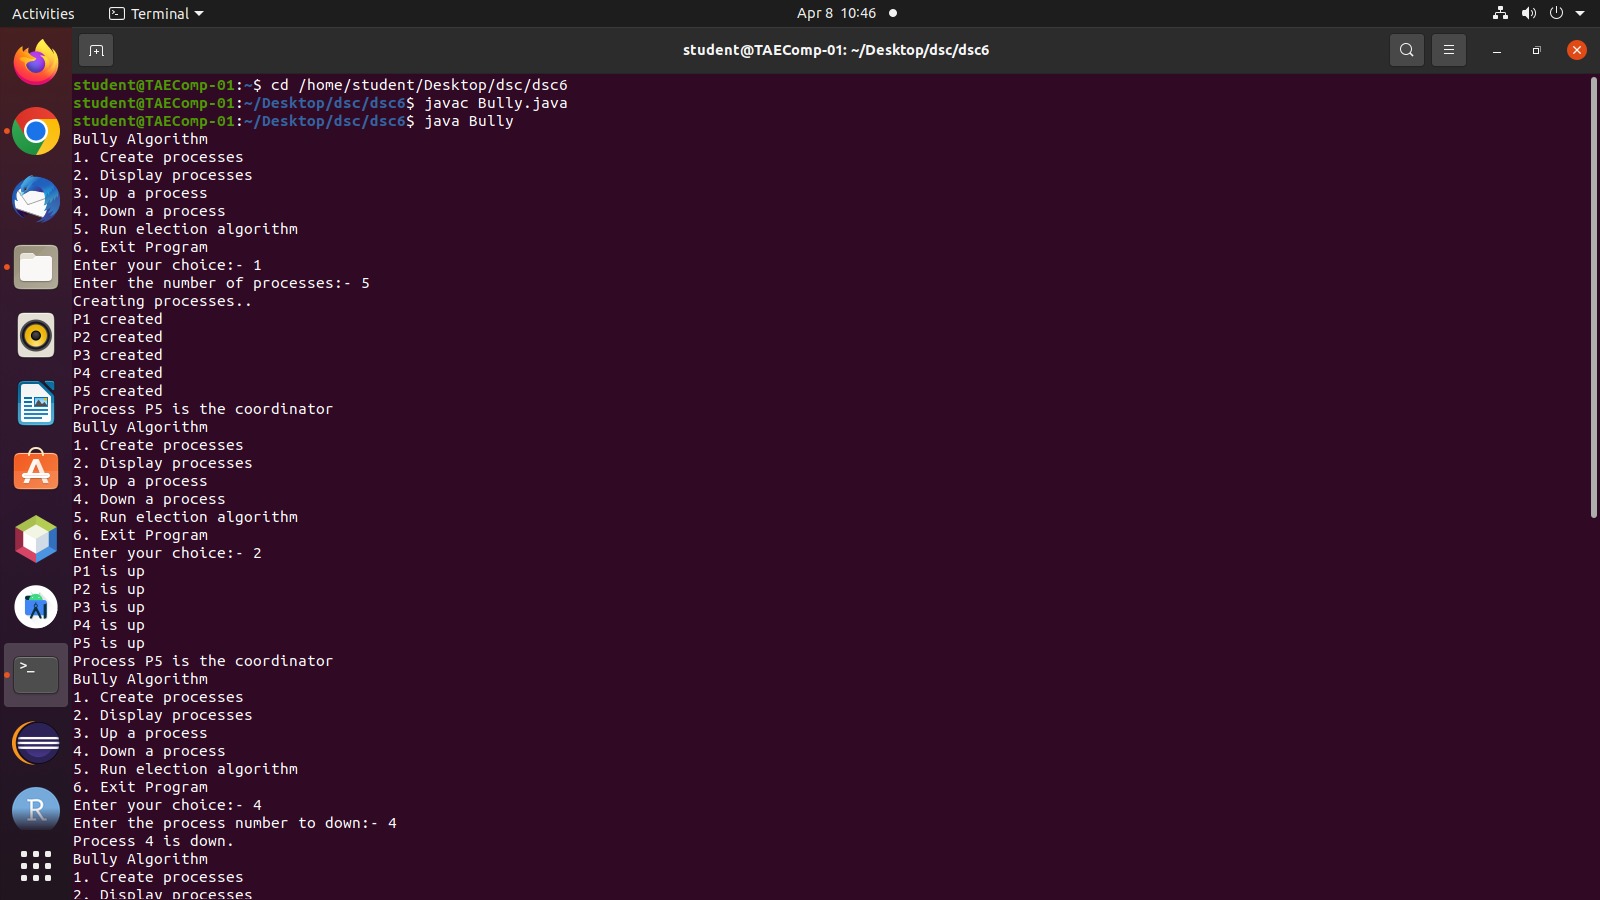 Activities
Terminal
Apr 8 10:46
student@TAEComp-01: ~/Desktop/dsc/dsc6
student@TAEComp-01:~$ cd /home/student/Desktop/dsc/dsc6
student@TAEComp-01:~/Desktop/dsc/dsc6$ javac Bully.java
student@TAEComp-01:~/Desktop/dsc/dsc6$ java Bully
Bully Algorithm
1. Create processes
2. Display processes
3. Up a process
4. Down a process
5. Run election algorithm
6. Exit Program
Enter your choice:- 1
Enter the number of processes:- 5
Creating processes..
P1 created
P2 created
P3 created
P4 created
P5 created
Process P5 is the coordinator
Bully Algorithm
1. Create processes
2. Display processes
3. Up a process
4. Down a process
5. Run election algorithm
6. Exit Program
Enter your choice:- 2
P1 is up
P2 is up
P3 is up
P4 is up
P5 is up
Process P5 is the coordinator
Bully Algorithm
1. Create processes
2. Display processes
3. Up a process
4. Down a process
5. Run election algorithm
6. Exit Program
Enter your choice:- 4
Enter the process number to down:- 4
Process 4 is down.
Bully Algorithm
1. Create processes
2. Display processes